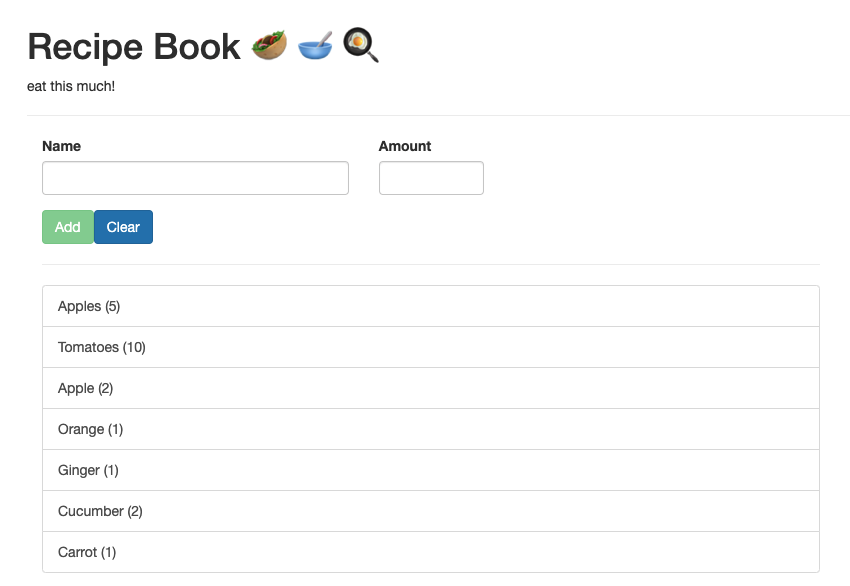 Recipe Book 🥙 🥣 🍳
eat this much!
Name
Amount
Add
Clear
Apples (5)
Tomatoes (10)
Apple (2)
Orange (1)
Ginger (1)
Cucumber (2)
Carrot (1)